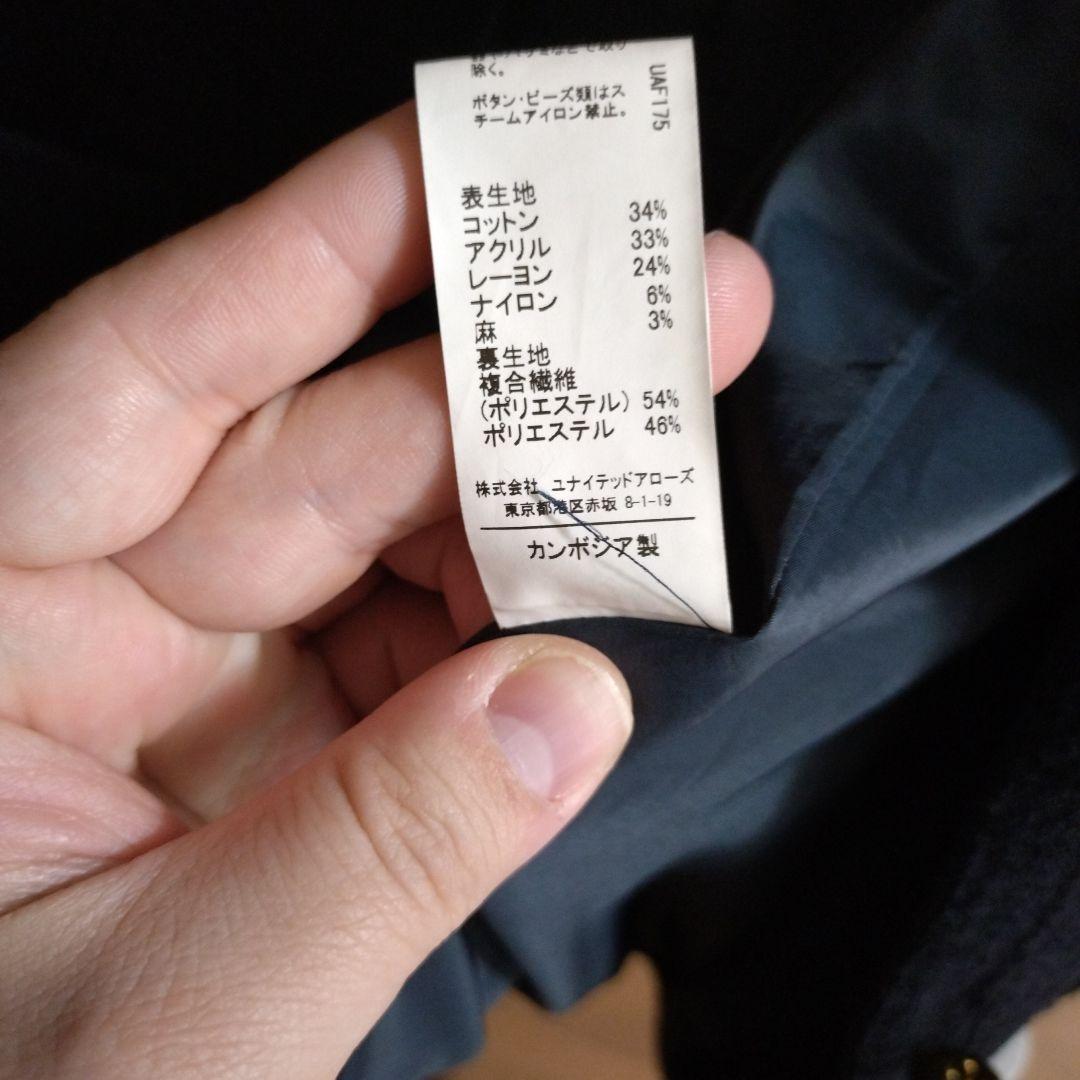 除く。
ボタン・ビーズ類はス
チームアイロン禁止。
UAF175
表生地
コットン 34%
アクリル 33%
レーヨン 24%
ナイロン 6%
麻 3%
裏生地
複合繊維
(ポリエステル) 54%
ポリエステル 46%
株式会社 ユナイテッドアローズ
東京都港区赤坂 8-1-19
カンボジア製